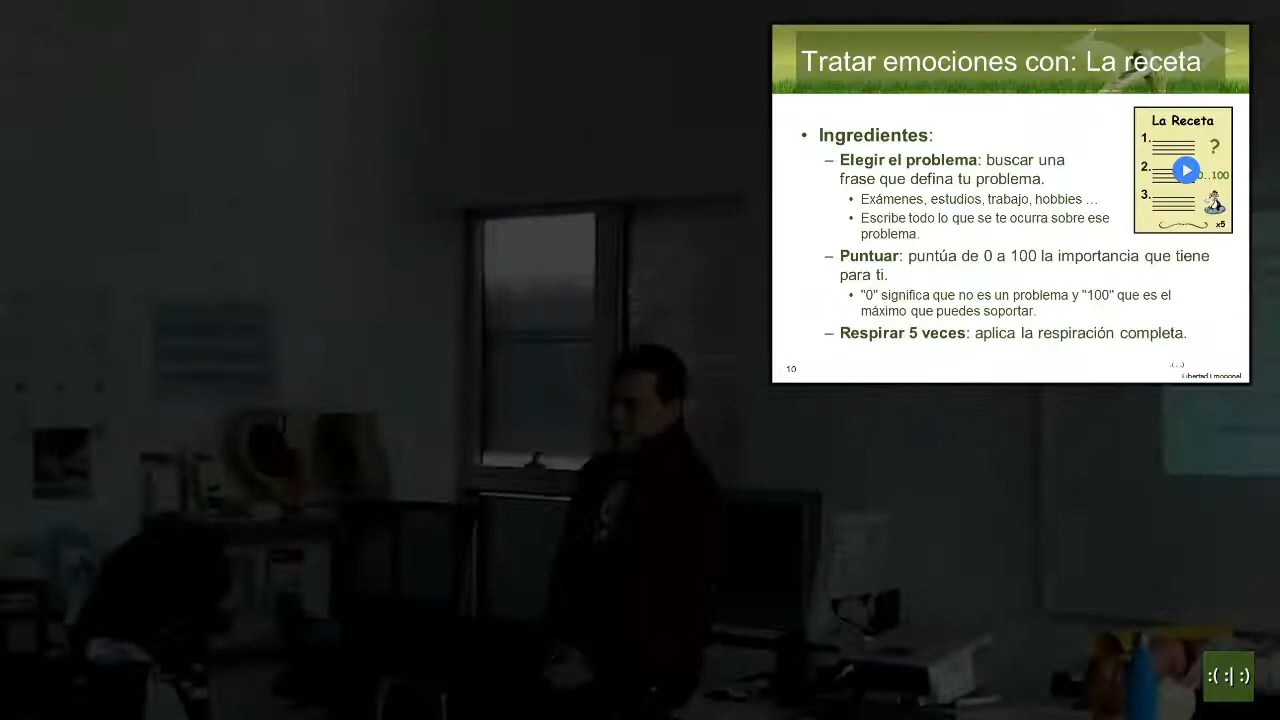 Tratar emociones con: La receta
• Ingredientes:
– Elegir el problema: buscar una
frase que defina tu problema.
• Exámenes, estudios, trabajo, hobbies ...
• Escribe todo lo que se te ocurra sobre ese
problema.
– Puntuar: puntúa de 0 a 100 la importancia que tiene
para ti.
• "0" significa que no es un problema y "100" que es el
máximo que puedes soportar.
– Respirar 5 veces: aplica la respiración completa.
La Receta
1.
?
2.
0..100
3.
x5
10
:(:|:)
Libertad Emocional
:( :| :)